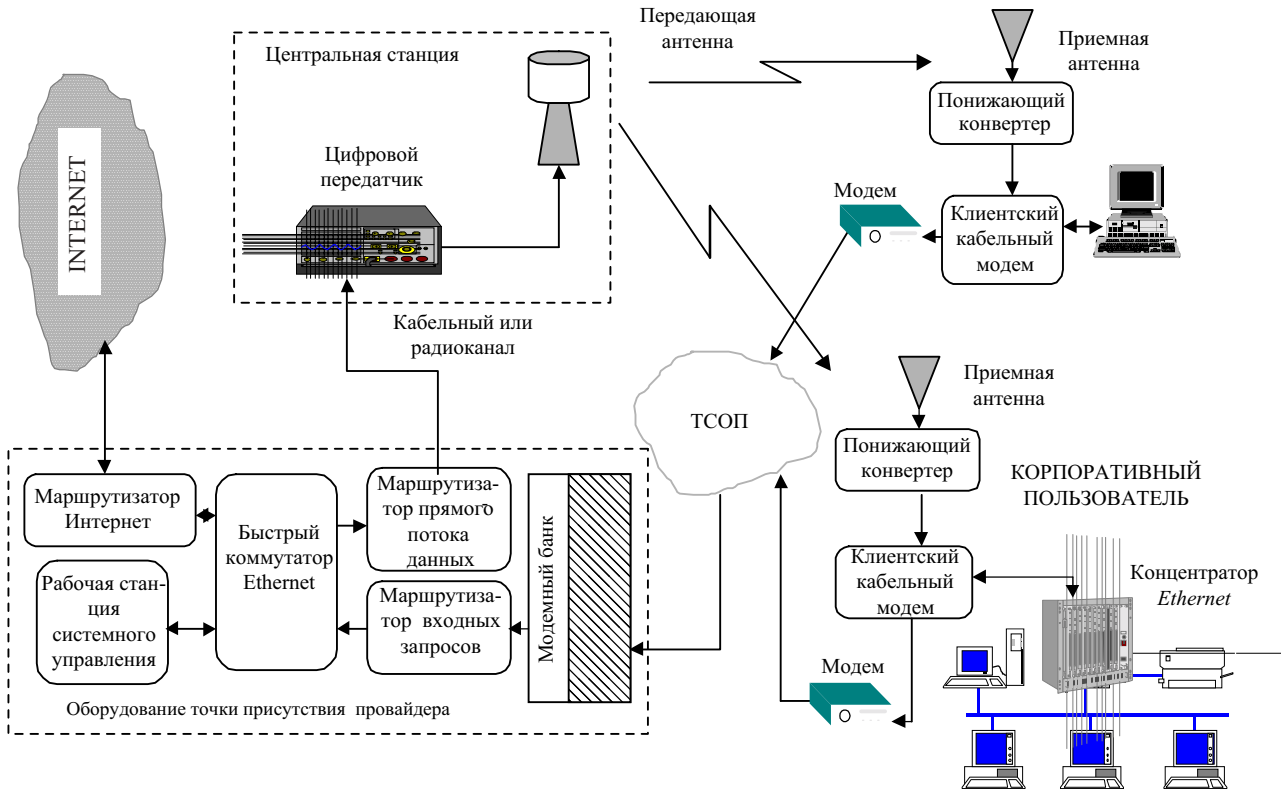 Передающая
антенна
Приемная
антенна
Центральная станция
Понижающий
конвертер
Цифровой
передатчик
Модем
Клиентский
кабельный
модем
INTERNET
Кабельный или
радиоканал
ТСОП
Приемная
антенна
Понижающий
конвертер
КОРПОРАТИВНЫЙ
ПОЛЬЗОВАТЕЛЬ
Клиентский
кабельный
модем
Концентратор
Ethernet
Модем
Маршрутизатор
Интернет
Быстрый
коммутатор
Ethernet
Маршрутиза-
тор прямого
потока
данных
Рабочая стан-
ция
системного
управления
Маршрутиза-
тор входных
запросов
Модемный банк
Оборудование точки присутствия провайдера